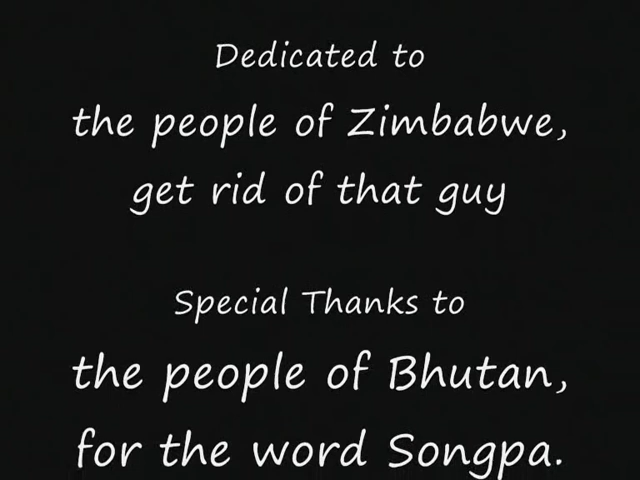 Dedicated to
the people of Zimbabwe,
get rid of that guy
Special Thanks to
the people of Bhutan,
for the word Songpa.